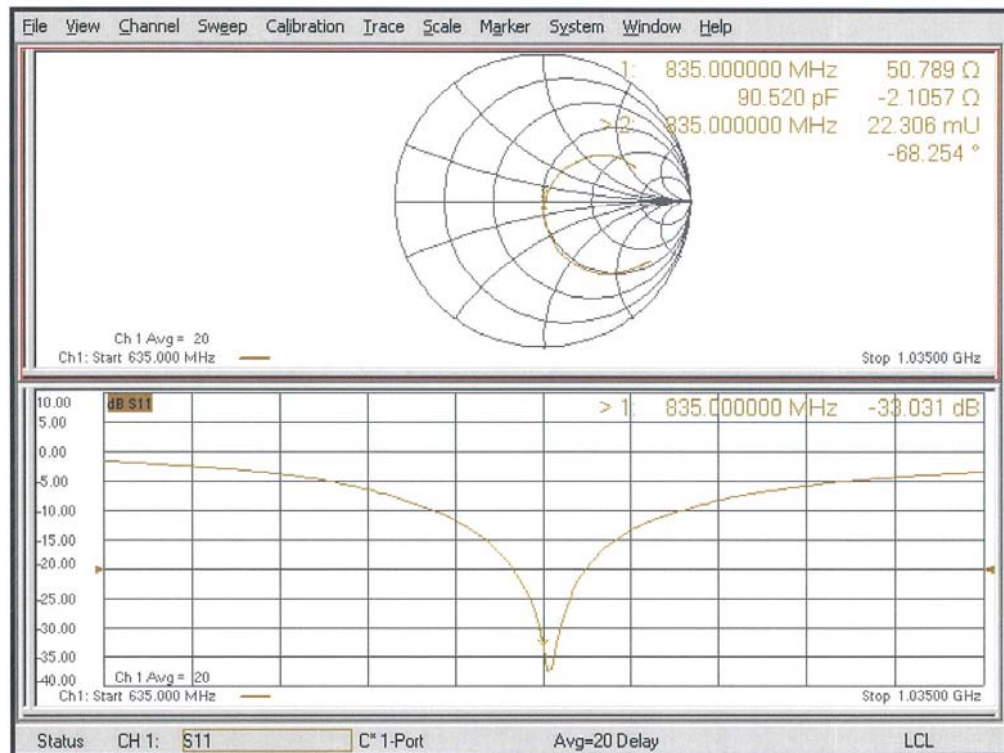 File View Channel Sweep Calibration Trace Scale Marker System Window Help
1: 835.000000 MHz 50.789 Ω
90.520 pF -2.1057 Ω
> 2: 835.000000 MHz 22.306 mU
-68.254 °
Ch 1 Avg = 20
Ch1: Start 635.000 MHz Stop 1.03500 GHz
10.00 dB S11 > 1: 835.000000 MHz -33.031 dB
5.00
0.00
-5.00
-10.00
-15.00
-20.00
-25.00
-30.00
-35.00
-40.00 Ch 1 Avg = 20
Ch1: Start 635.000 MHz Stop 1.03500 GHz
Status CH 1: S11 C* 1-Port Avg=20 Delay LCL